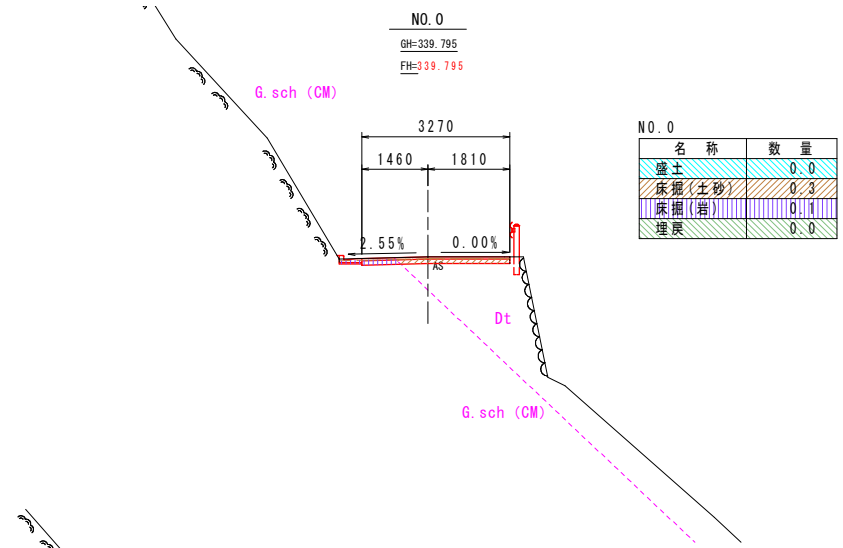 NO.0
GH=339.795
FH=339.795
G.sch (CM)
3270
1460 1810
2.55% 0.00%
AS
Dt
G.sch (CM)
NO.0
名 称 数 量
盛土 0.0
床掘(土砂) 0.3
床掘(岩) 0.1
埋戻 0.0